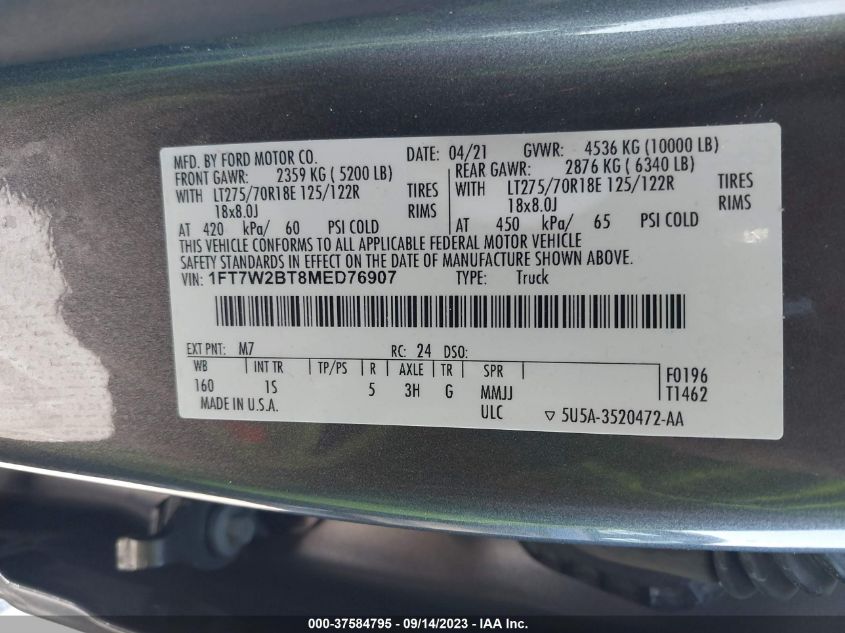 MFD. BY FORD MOTOR CO.
DATE: 04/21 GVWR: 4536 KG (10000 LB)
FRONT GAWR: 2359 KG ( 5200 LB) REAR GAWR: 2876 KG ( 6340 LB)
WITH LT275/70R18E 125/122R TIRES WITH LT275/70R18E 125/122R TIRES
18x8.0J RIMS 18x8.0J RIMS
AT 420 kPa/ 60 PSI COLD AT 450 kPa/ 65 PSI COLD
THIS VEHICLE CONFORMS TO ALL APPLICABLE FEDERAL MOTOR VEHICLE
SAFETY STANDARDS IN EFFECT ON THE DATE OF MANUFACTURE SHOWN ABOVE.
VIN: 1FT7W2BT8MED76907 TYPE: Truck
EXT PNT: M7 RC: 24 DSO:
WB INT TR TP/PS R AXLE TR SPR F0196
160 1S 5 3H G MMJJ T1462
MADE IN U.S.A. ULC ▽ 5U5A-3520472-AA
000-37584795 - 09/14/2023 - IAA Inc.